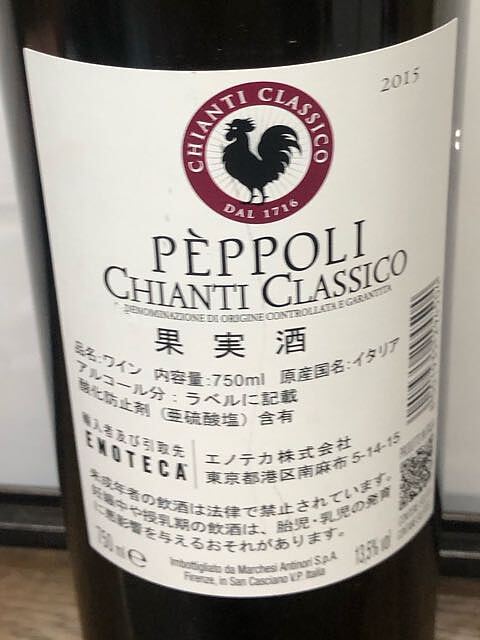 2015
CHIANTI CLASSICO
DAL 1716
PÈPPOLI
CHIANTI CLASSICO
DENOMINAZIONE DI ORIGINE CONTROLLATA E GARANTITA
果実酒
品名:ワイン 内容量:750ml 原産国名:イタリア
アルコール分:ラベルに記載
酸化防止剤(亜硫酸塩)含有
輸入者及び引取先
ENOTECA
エノテカ株式会社
東京都港区南麻布 5-14-15
未成年者の飲酒は法律で禁止されています。
妊娠中や授乳期の飲酒は、胎児・乳児の発育
に悪影響を与えるおそれがあります。
750 ml e
Imbottigliato da Marchesi Antinori S.p.A.
Firenze, in San Casciano V.P. Italia
13,5% vol